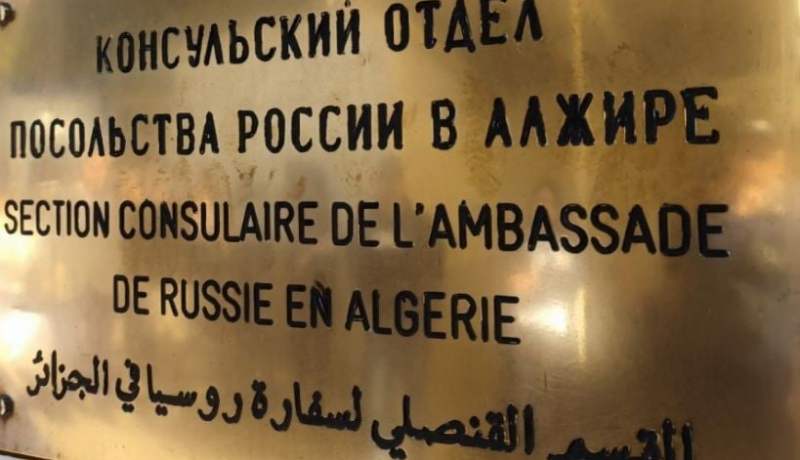 КОНСУЛЬСКИЙ ОТДЕЛ
ПОСОЛЬСТВА РОССИИ В АЛЖИРЕ
SECTION CONSULAIRE DE L'AMBASSADE
DE RUSSIE EN ALGERIE
القسم القنصلي لسفارة روسيا في الجزائر